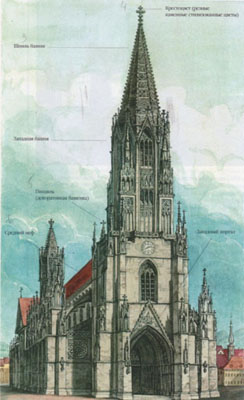 Крестоцвет (резные
каменные стилизованные цветы)
Шпиль башни
Западная башня
Пинакль
(декоративная башенка)
Средний неф
Западный портал